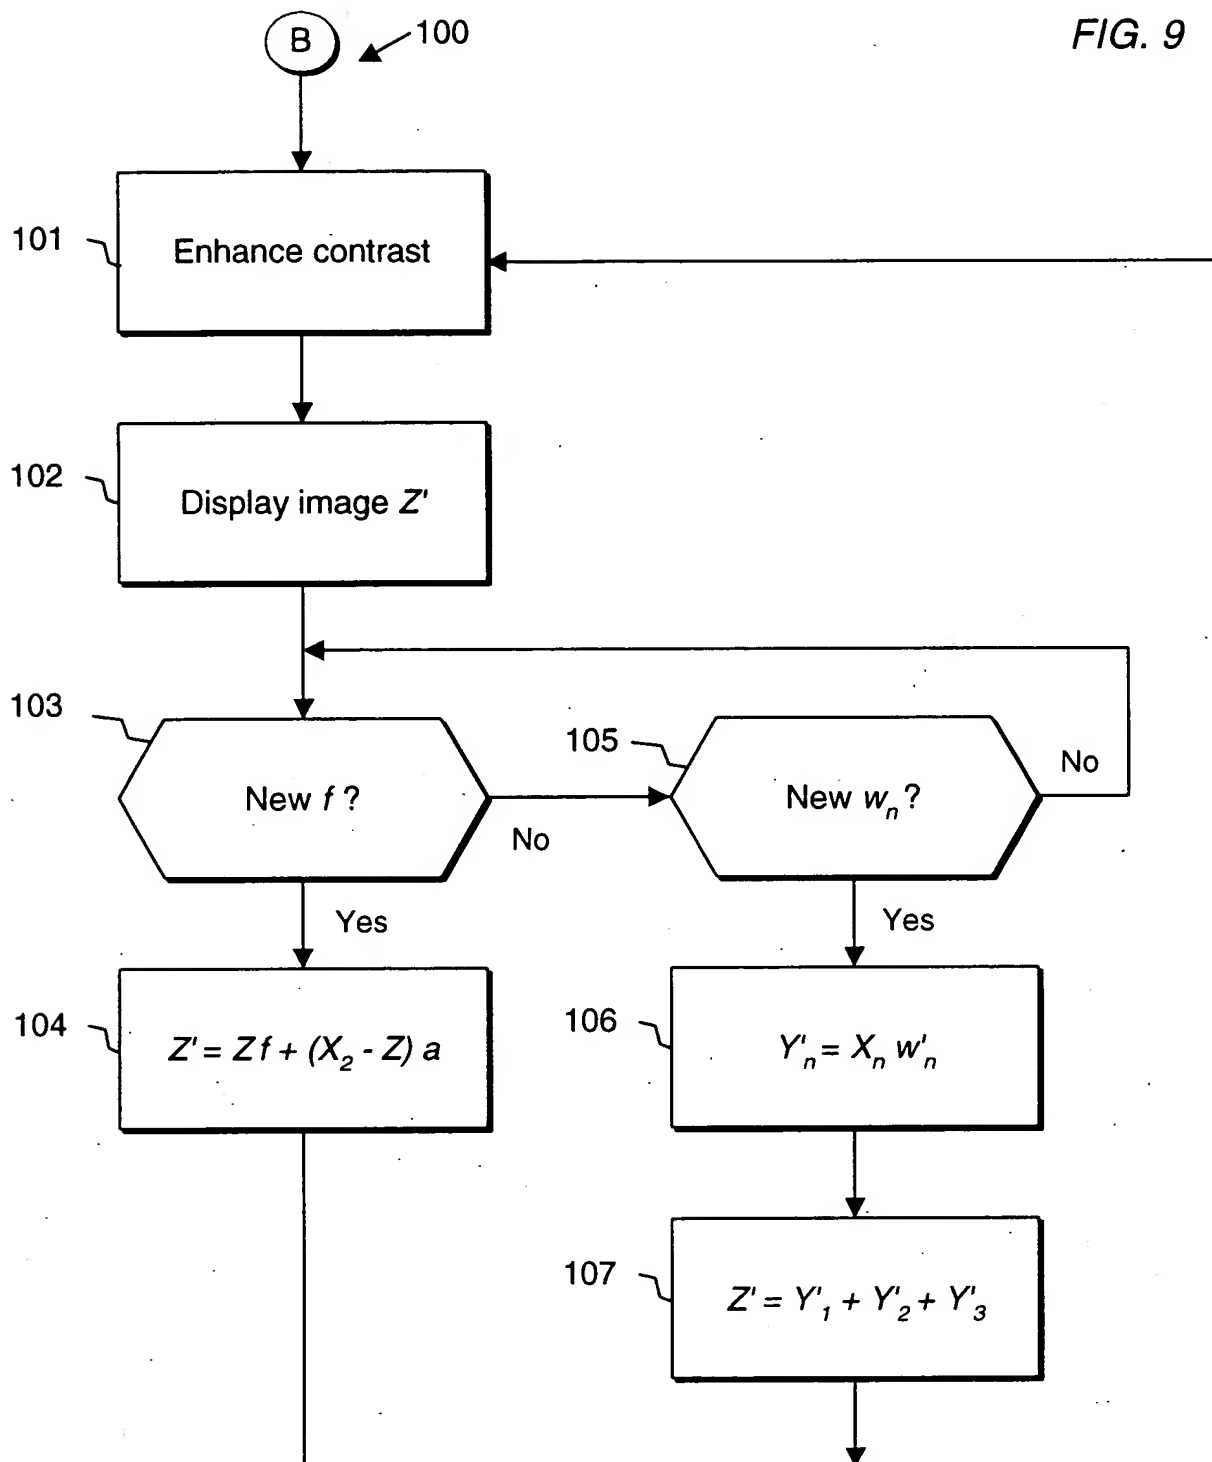 FIG. 9
B
100
101
Enhance contrast
102
Display image Z'
103
New f ?
No
105
New wn ?
No
Yes
Yes
104
Z' = Z f + (X2 - Z) a
106
Y'n = Xn w'n
107
Z' = Y'1 + Y'2 + Y'3